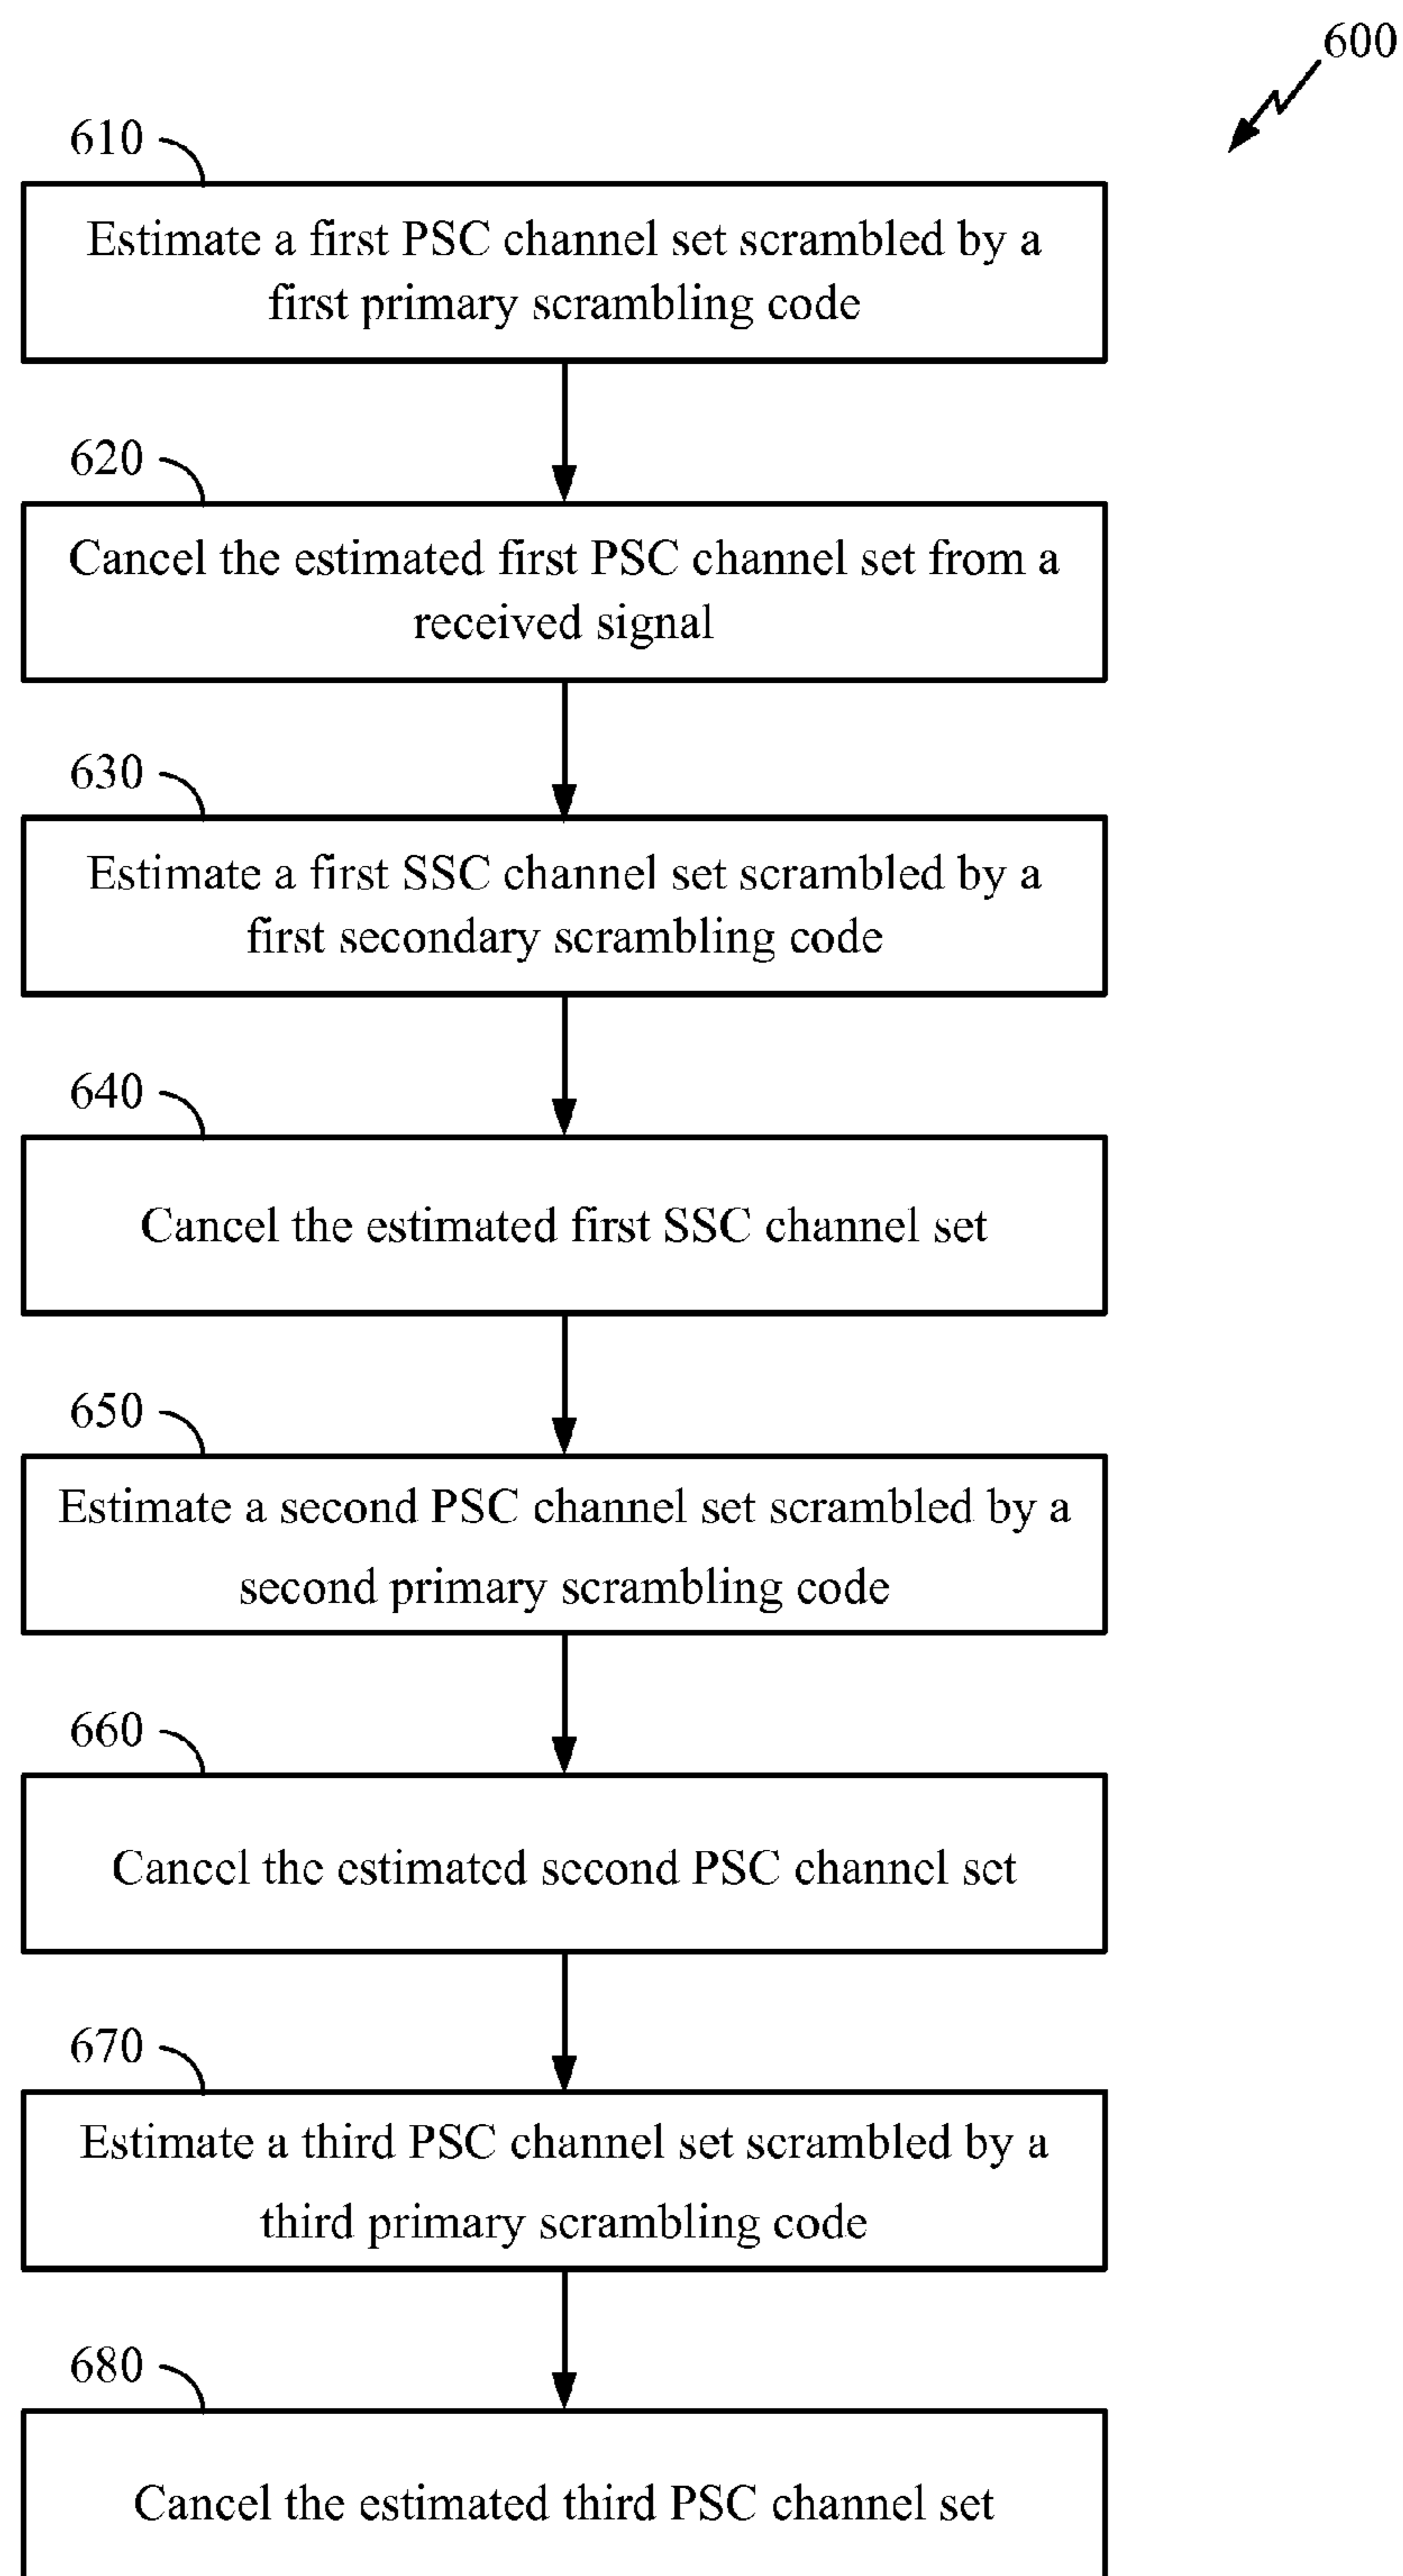 600
610
Estimate a first PSC channel set scrambled by a
first primary scrambling code
620
Cancel the estimated first PSC channel set from a
received signal
630
Estimate a first SSC channel set scrambled by a
first secondary scrambling code
640
Cancel the estimated first SSC channel set
650
Estimate a second PSC channel set scrambled by a
second primary scrambling code
660
Cancel the estimated second PSC channel set
670
Estimate a third PSC channel set scrambled by a
third primary scrambling code
680
Cancel the estimated third PSC channel set